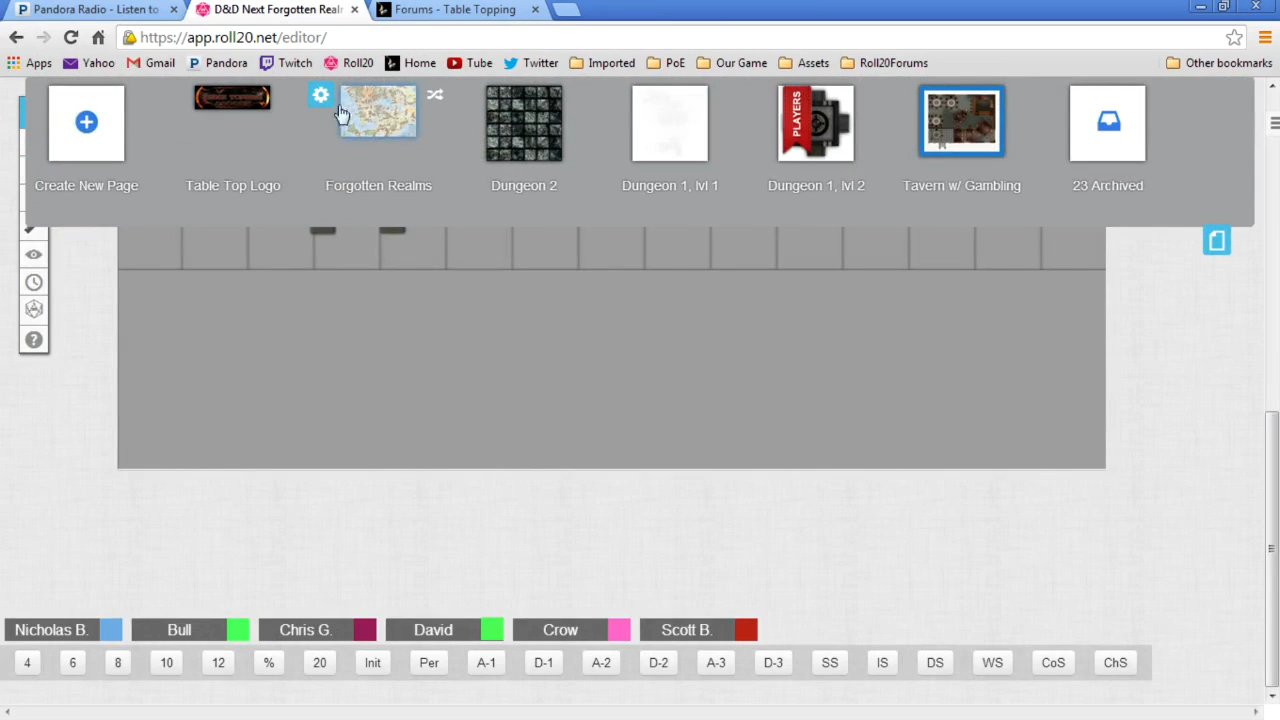 Pandora Radio - Listen to
D&D Next Forgotten Realm
Forums - Table Topping
https://app.roll20.net/editor/
Apps Yahoo Gmail Pandora Twitch Roll20 Home Tube Twitter Imported PoE Our Game Assets Roll20Forums Other bookmarks
PLAYERS
Create New Page Table Top Logo Forgotten Realms Dungeon 2 Dungeon 1, lvl 1 Dungeon 1, lvl 2 Tavern w/ Gambling 23 Archived
Nicholas B. Bull Chris G. David Crow Scott B.
4 6 8 10 12 % 20 Init Per A-1 D-1 A-2 D-2 A-3 D-3 SS IS DS WS CoS ChS